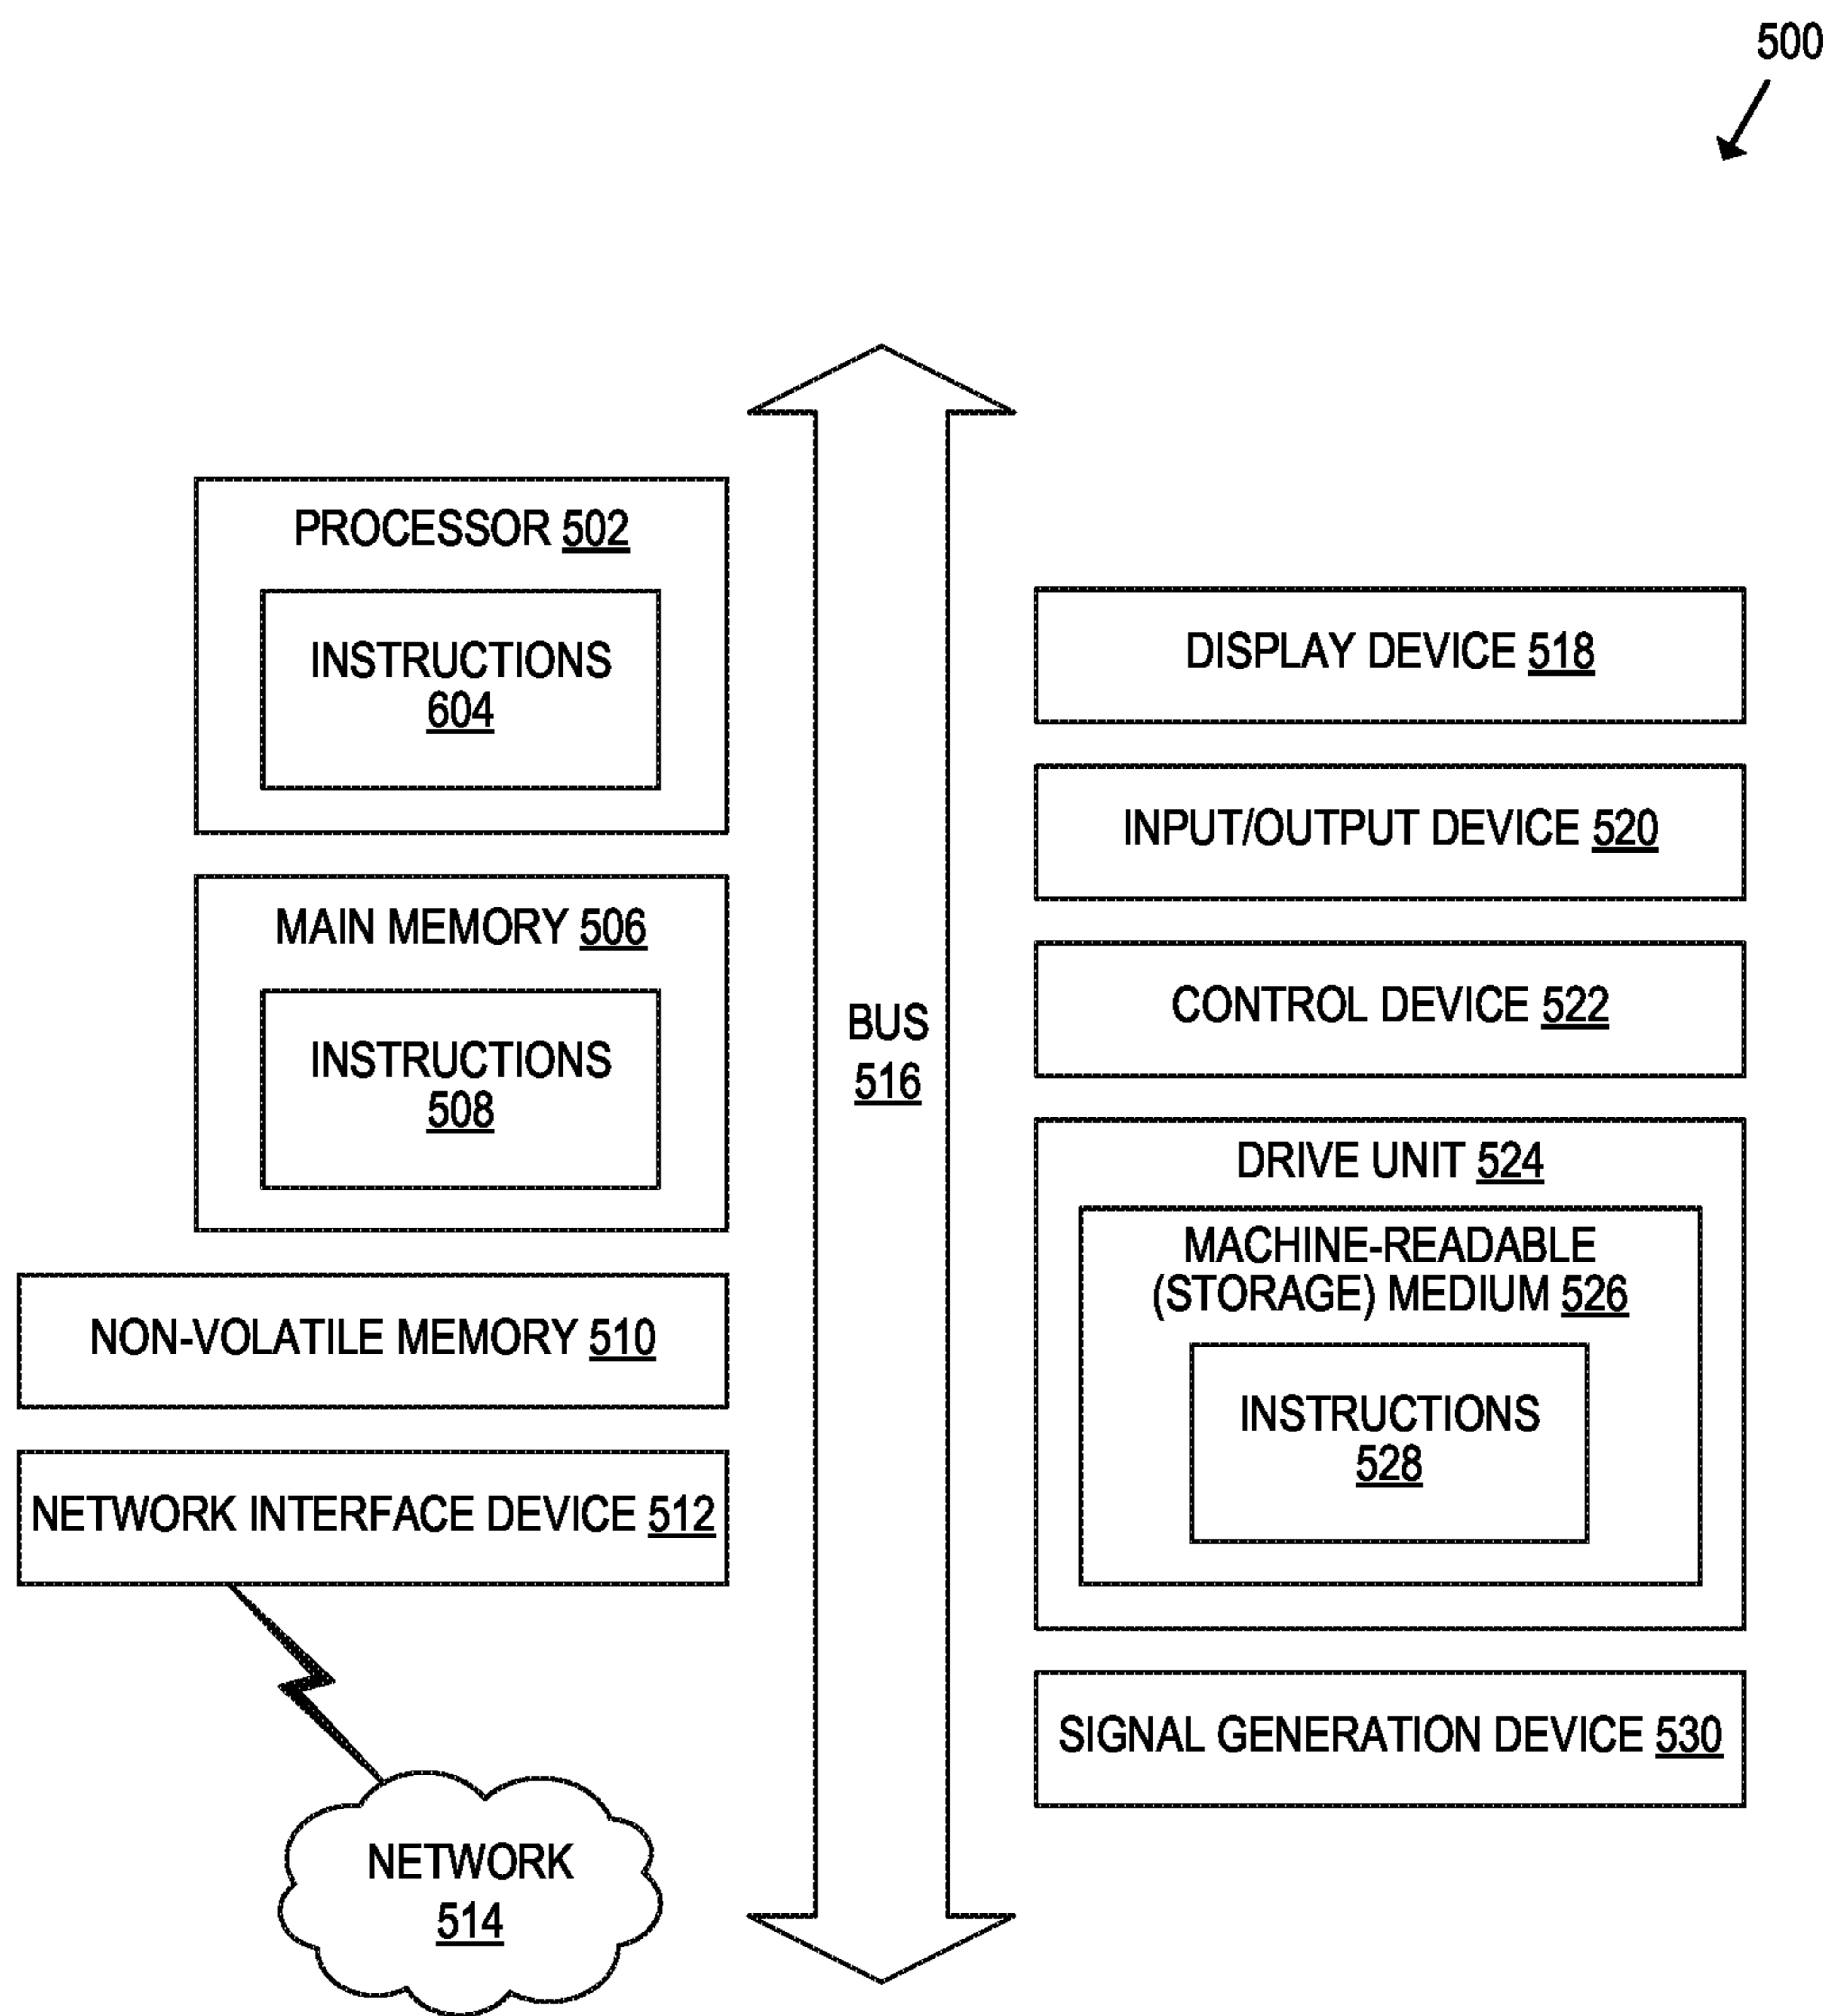 500
PROCESSOR 502
INSTRUCTIONS
604
MAIN MEMORY 506
INSTRUCTIONS
508
NON-VOLATILE MEMORY 510
NETWORK INTERFACE DEVICE 512
NETWORK
514
BUS
516
DISPLAY DEVICE 518
INPUT/OUTPUT DEVICE 520
CONTROL DEVICE 522
DRIVE UNIT 524
MACHINE-READABLE
(STORAGE) MEDIUM 526
INSTRUCTIONS
528
SIGNAL GENERATION DEVICE 530